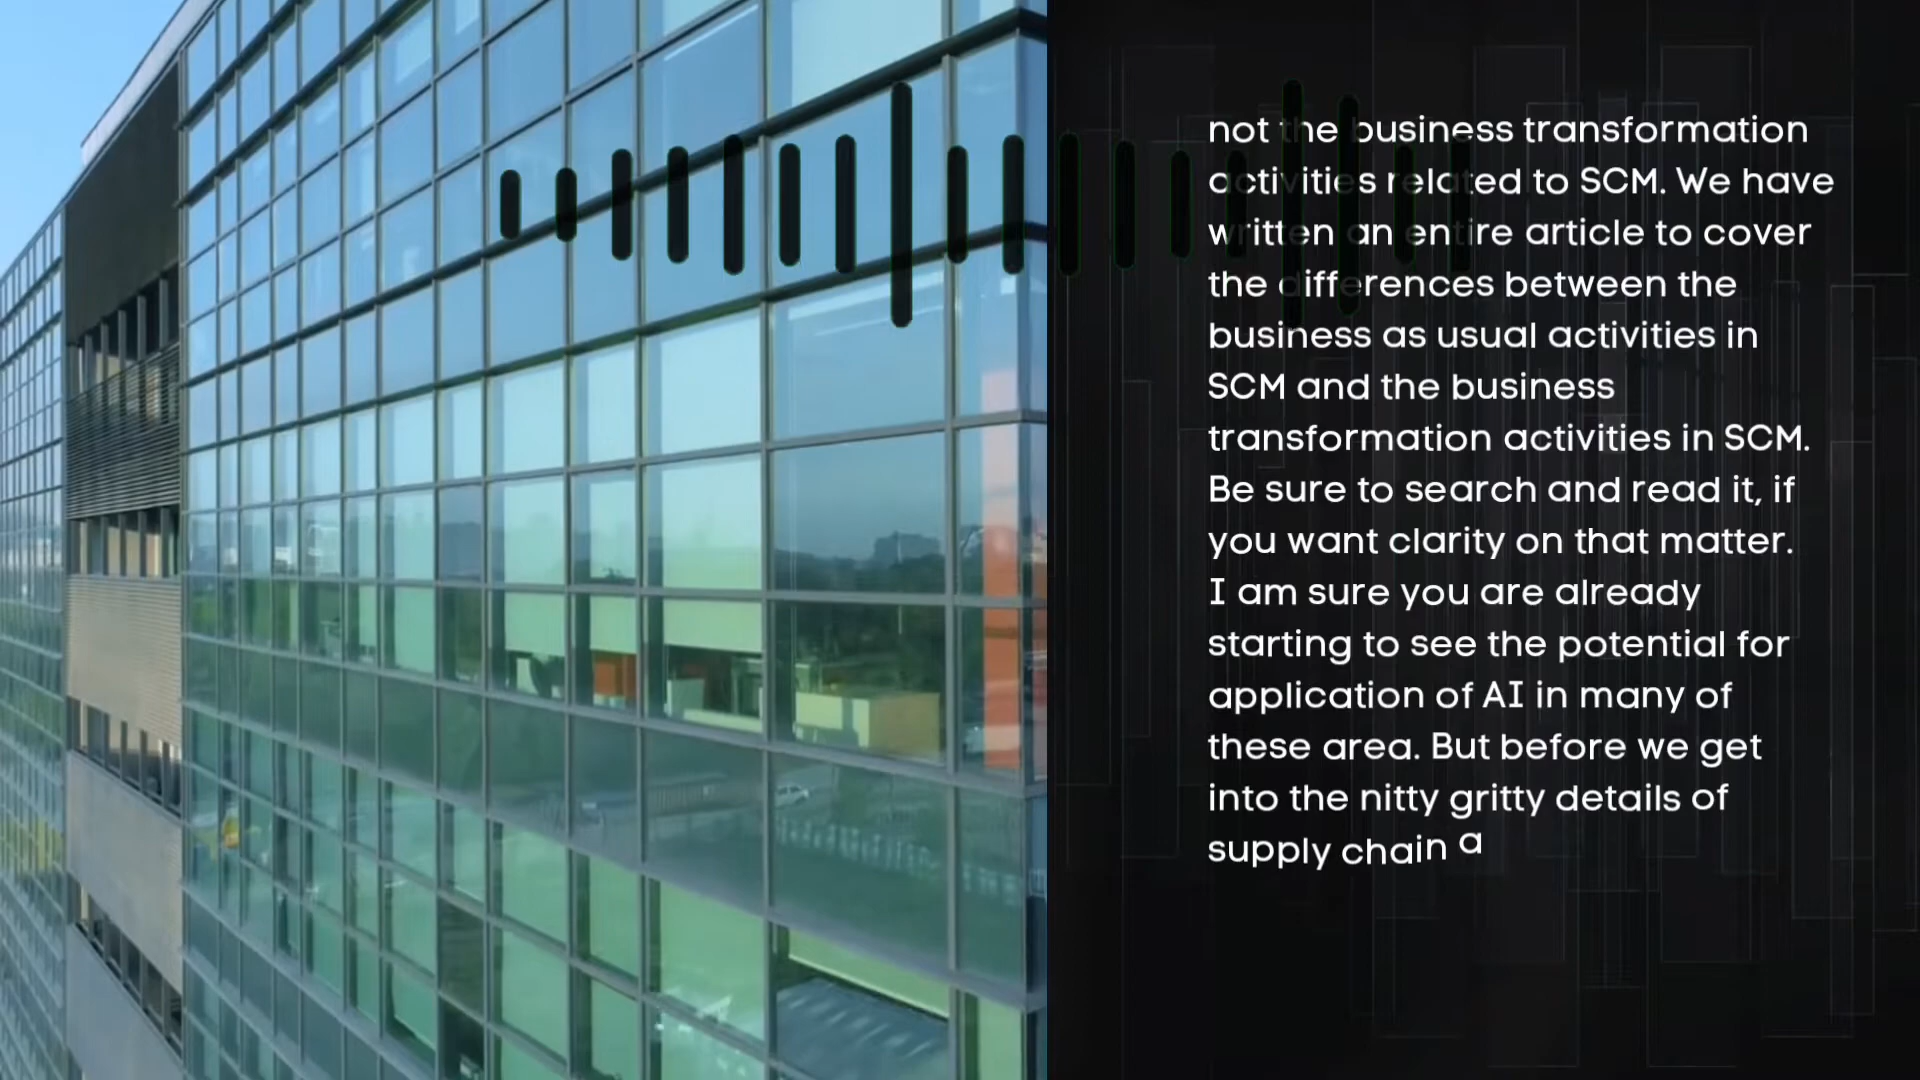 not the business transformation
activities related to SCM. We have
written an entire article to cover
the differences between the
business as usual activities in
SCM and the business
transformation activities in SCM.
Be sure to search and read it, if
you want clarity on that matter.
I am sure you are already
starting to see the potential for
application of AI in many of
these area. But before we get
into the nitty gritty details of
supply chain a